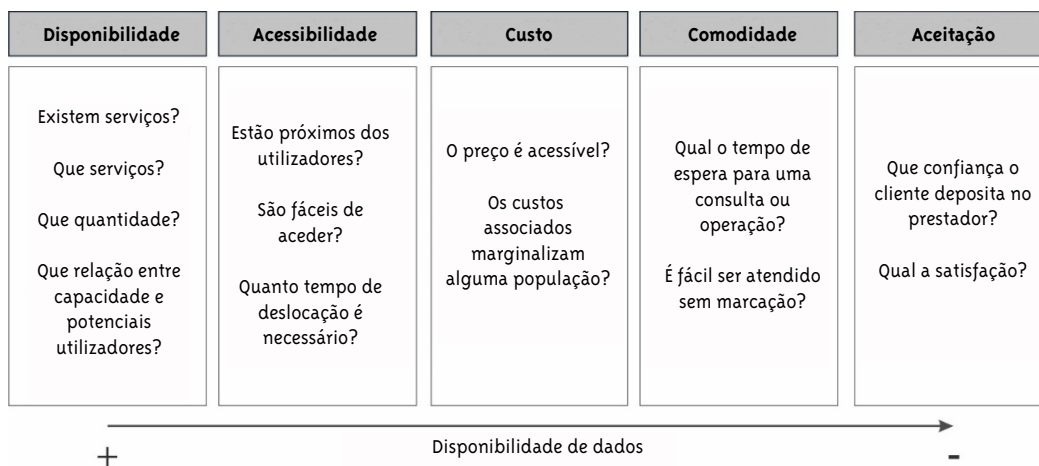 Disponibilidade
Existem serviços?
Que serviços?
Que quantidade?
Que relação entre
capacidade e
potenciais
utilizadores?
Acessibilidade
Estão próximos dos
utilizadores?
São fáceis de
aceder?
Quanto tempo de
deslocação é
necessário?
Custo
O preço é acessível?
Os custos
associados
marginalizam
alguma população?
Comodidade
Qual o tempo de
espera para uma
consulta ou
operação?
É fácil ser atendido
sem marcação?
Aceitação
Que confiança o
cliente deposita no
prestador?
Qual a satisfação?
+
Disponibilidade de dados
-